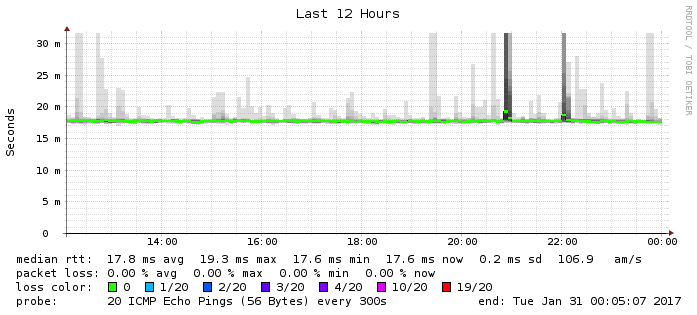 Last 12 Hours
RRDTOOL / TOBI OETIKER
Seconds
30 m
25 m
20 m
15 m
10 m
5 m
0
14:00 16:00 18:00 20:00 22:00 00:00
median rtt: 17.8 ms avg 19.3 ms max 17.6 ms min 17.6 ms now 0.2 ms sd 106.9 am/s
packet loss: 0.00 % avg 0.00 % max 0.00 % min 0.00 % now
loss color: 0 1/20 2/20 3/20 4/20 10/20 19/20
probe: 20 ICMP Echo Pings (56 Bytes) every 300s end: Tue Jan 31 00:05:07 2017